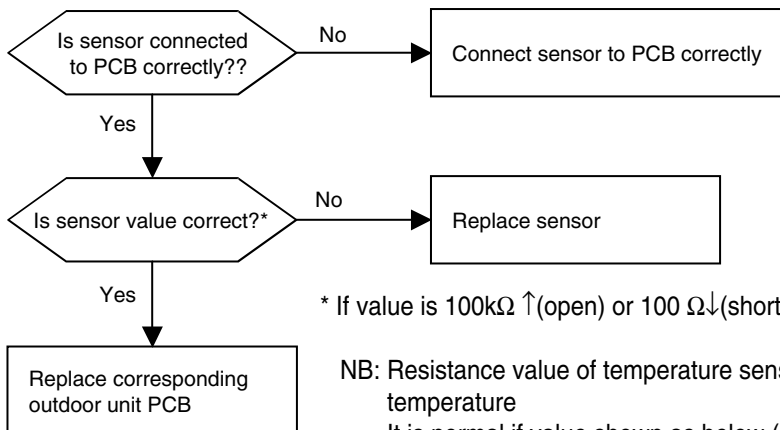 Is sensor connected
to PCB correctly??
No
Connect sensor to PCB correctly
Yes
Is sensor value correct?*
No
Replace sensor
Yes
* If value is 100kΩ ↑(open) or 100 Ω↓(short
Replace corresponding
outdoor unit PCB
NB: Resistance value of temperature
temperature
It is normal if value shown as below